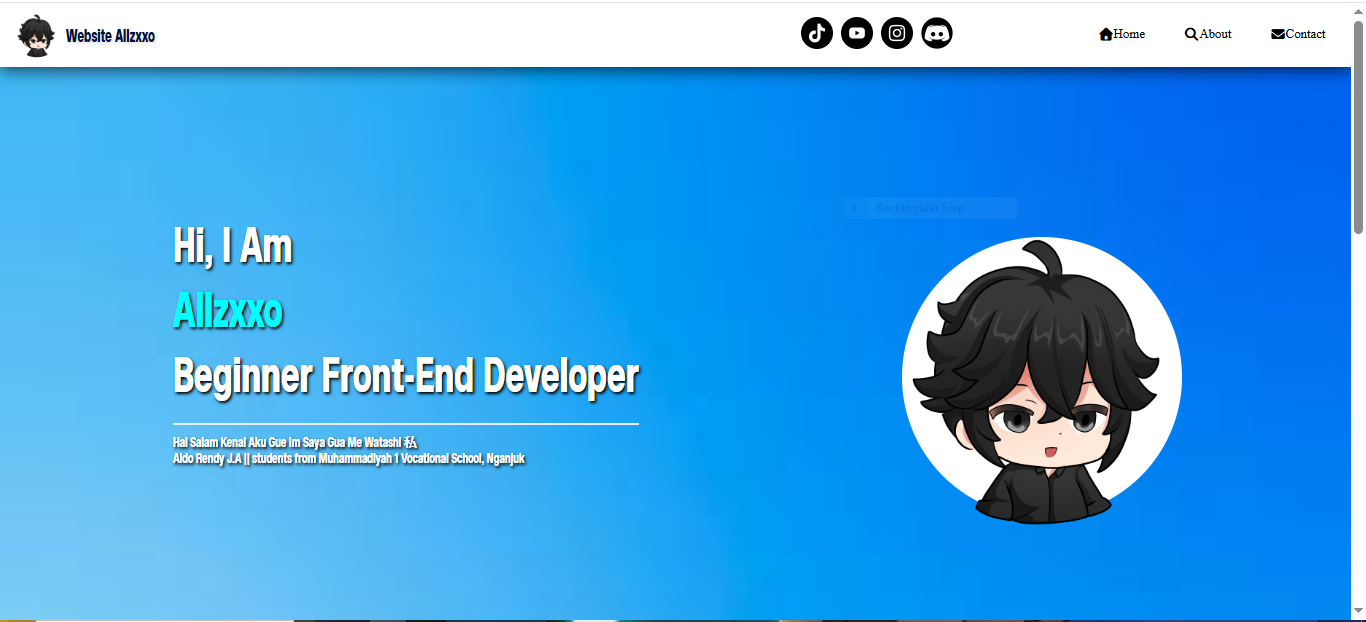 Website Allzxxo
Home
About
Contact
Rectangular Snip
Hi, I Am
Allzxxo
Beginner Front-End Developer
Hai Salam Kenal Aku Gue Im Saya Gua Me Watashi 私
Aldo Rendy J.A || students from Muhammadiyah 1 Vocational School, Nganjuk